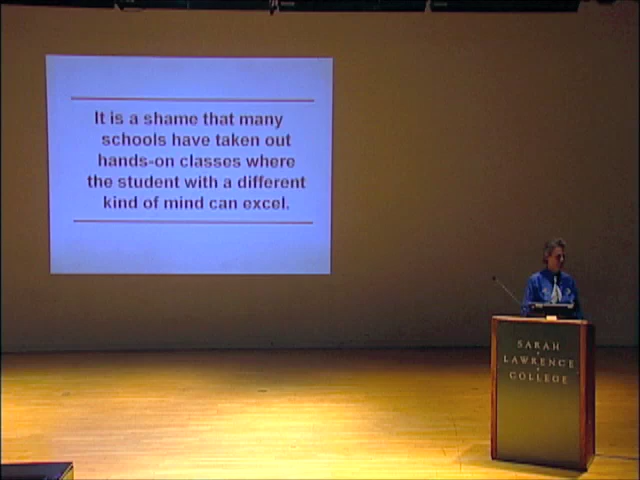 It is a shame that many
schools have taken out
hands-on classes where
the student with a different
kind of mind can excel.
SARAH
LAWRENCE
COLLEGE